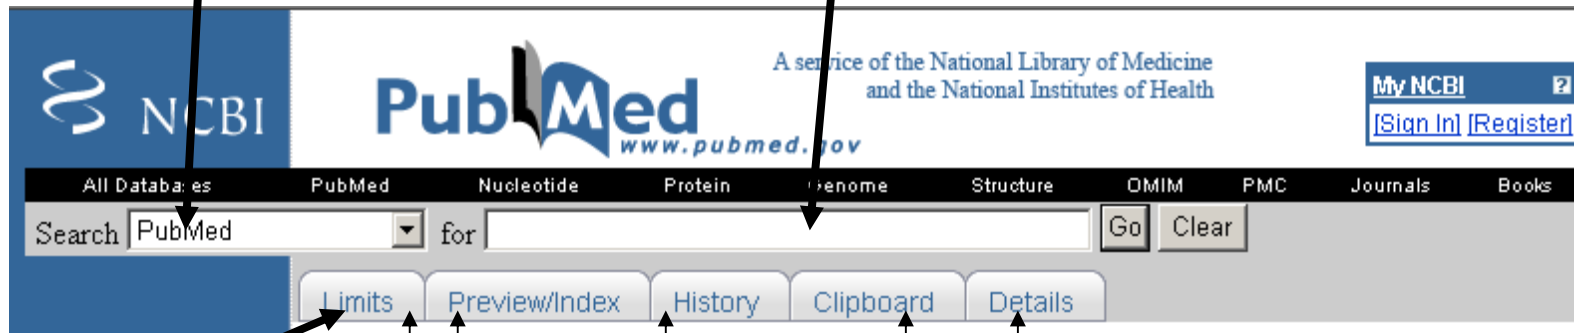 NCBI
PubMed
www.pubmed.gov
A service of the National Library of Medicine
and the National Institutes of Health
My NCBI ?
[Sign In] [Register]
All Databases PubMed Nucleotide Protein Genome Structure OMIM PMC Journals Books
Search PubMed for Go Clear
Limits Preview/Index History Clipboard Details